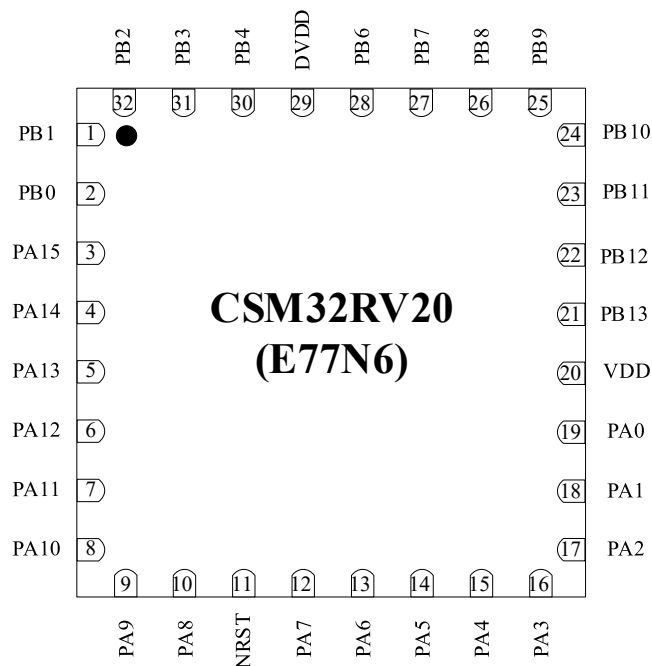 PB2 PB3 PB4 DVDD PB6 PB7 PB8 PB9
32 31 30 29 28 27 26 25
PB1 1 24 PB10
PB0 2 23 PB11
PA15 3 22 PB12
PA14 4 21 PB13
CSM32RV20
(E77N6)
PA13 5 20 VDD
PA12 6 19 PA0
PA11 7 18 PA1
PA10 8 17 PA2
9 10 11 12 13 14 15 16
PA9 PA8 NRST PA7 PA6 PA5 PA4 PA3